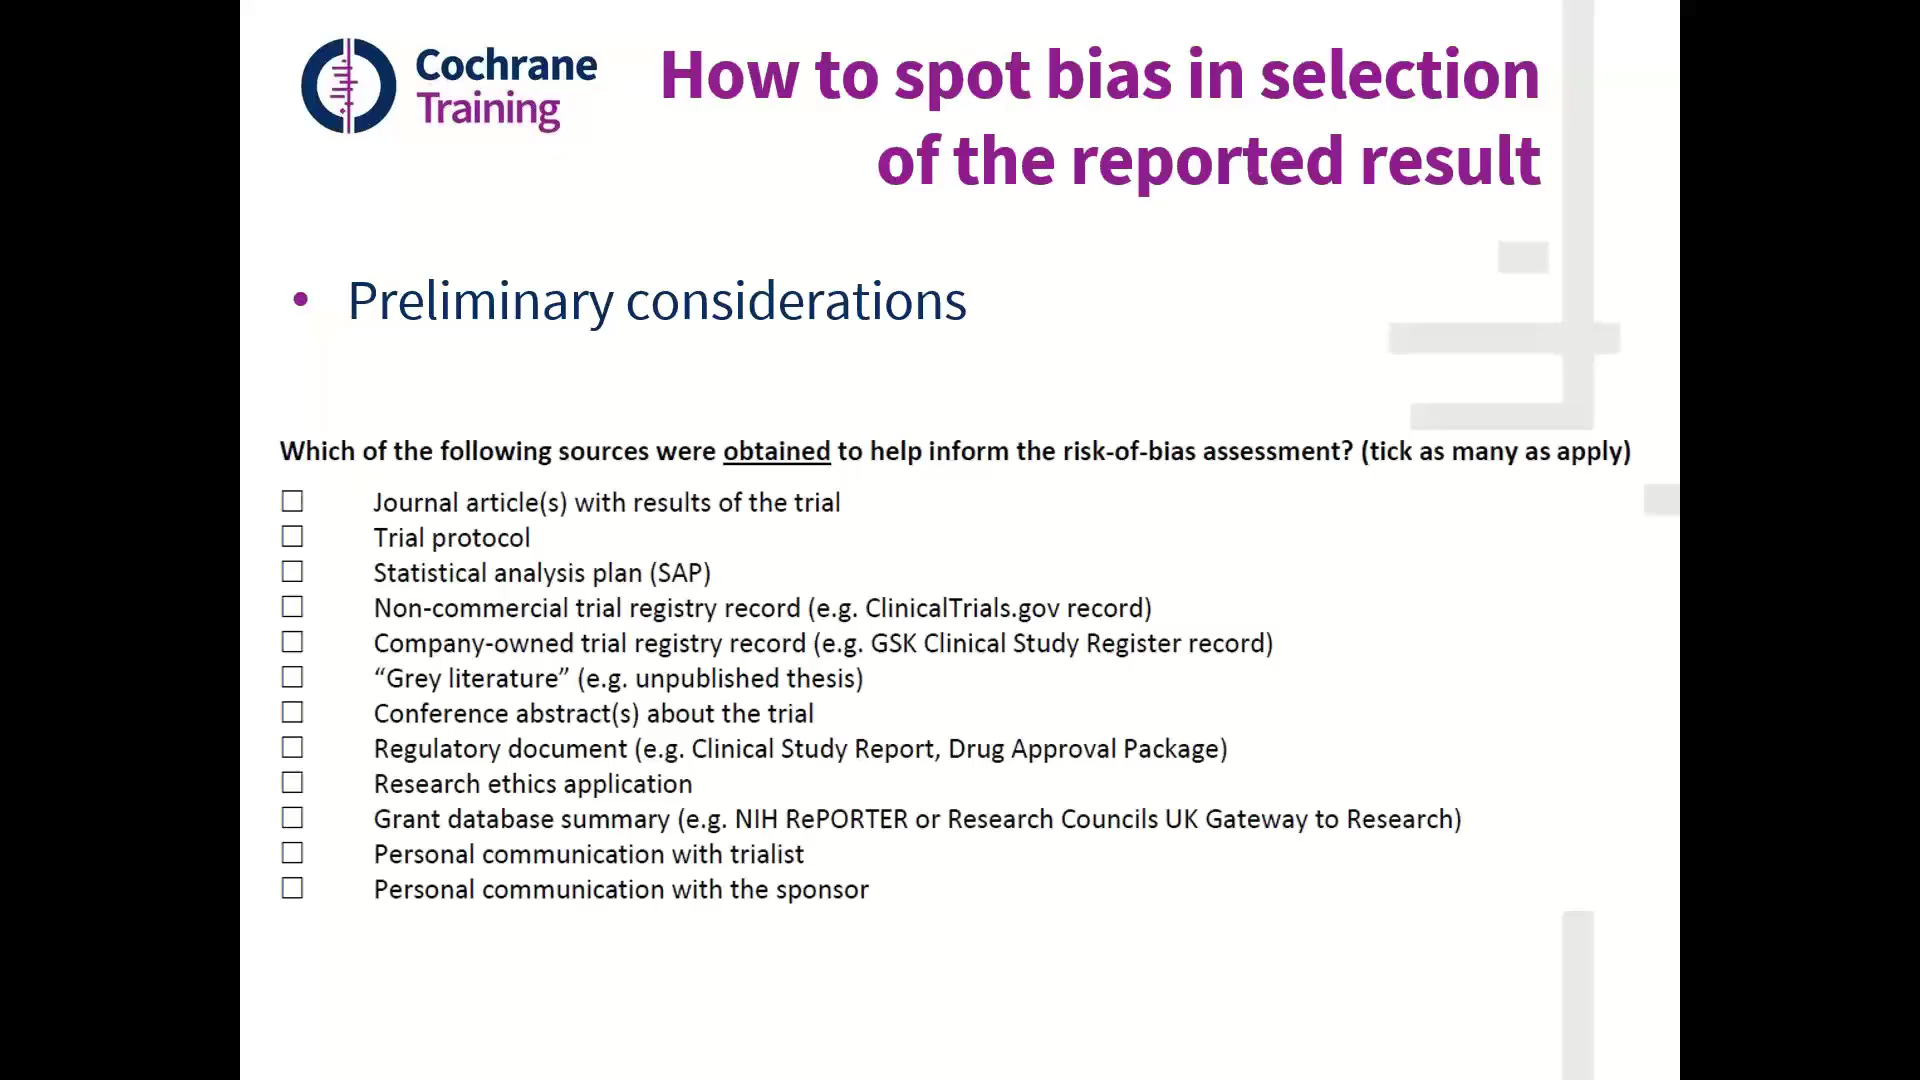 Cochrane
Training
How to spot bias in selection
of the reported result
• Preliminary considerations
Which of the following sources were obtained to help inform the risk-of-bias assessment? (tick as many as apply)
☐ Journal article(s) with results of the trial
☐ Trial protocol
☐ Statistical analysis plan (SAP)
☐ Non-commercial trial registry record (e.g. ClinicalTrials.gov record)
☐ Company-owned trial registry record (e.g. GSK Clinical Study Register record)
☐ “Grey literature” (e.g. unpublished thesis)
☐ Conference abstract(s) about the trial
☐ Regulatory document (e.g. Clinical Study Report, Drug Approval Package)
☐ Research ethics application
☐ Grant database summary (e.g. NIH RePORTER or Research Councils UK Gateway to Research)
☐ Personal communication with trialist
☐ Personal communication with the sponsor